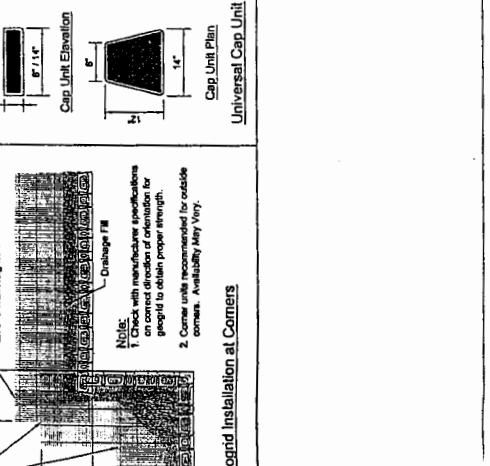 8" / 14"
Cap Unit Elavation
8"
12"
14"
Cap Unit Plan
Universal Cap Unit
Drainage Fill
Note:
1. Check with manufacturer specifications
on correct direction of orientation for
geogrid to obtain proper strength.
2. Corner units recommended for outside
corners. Availability May Vary.
ogrid Installation at Corners